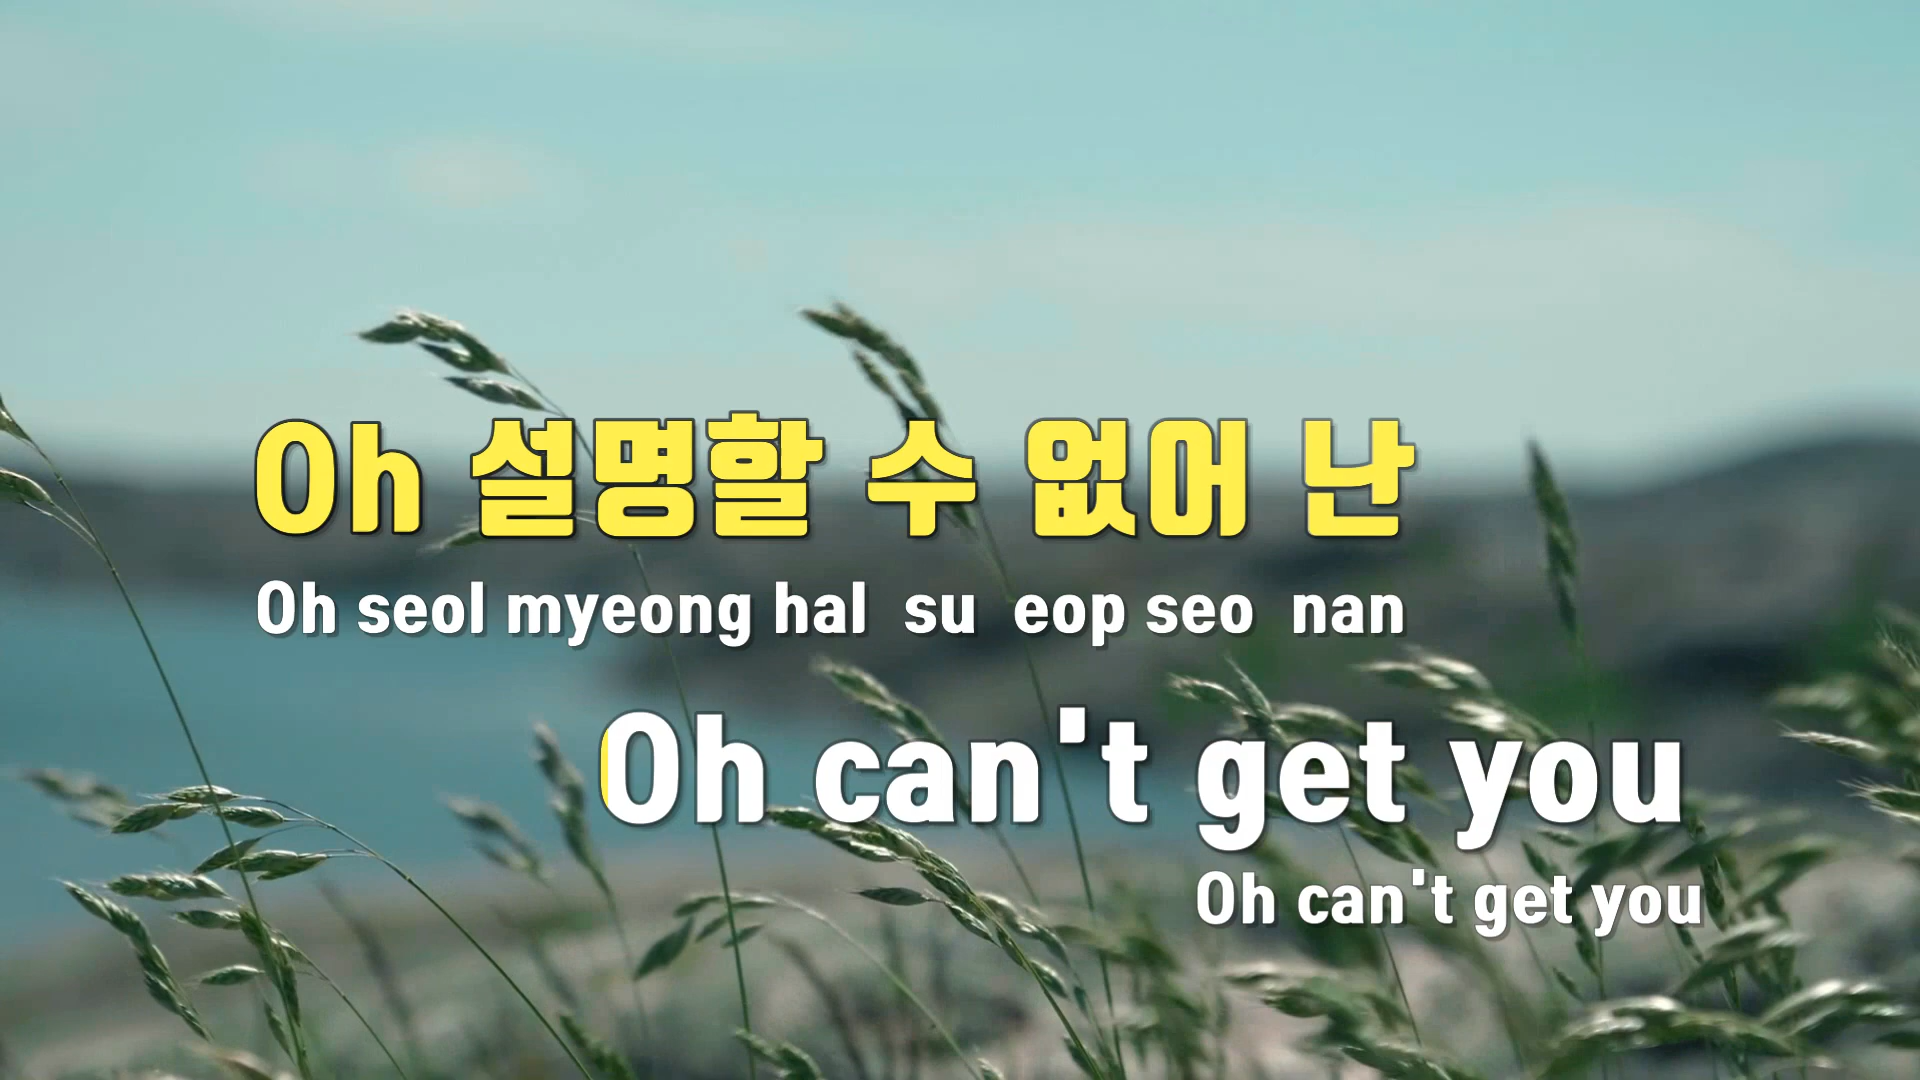 Oh 설명할 수 없어 난
Oh seol myeong hal su eop seo nan
Oh can't get you
Oh can't get you